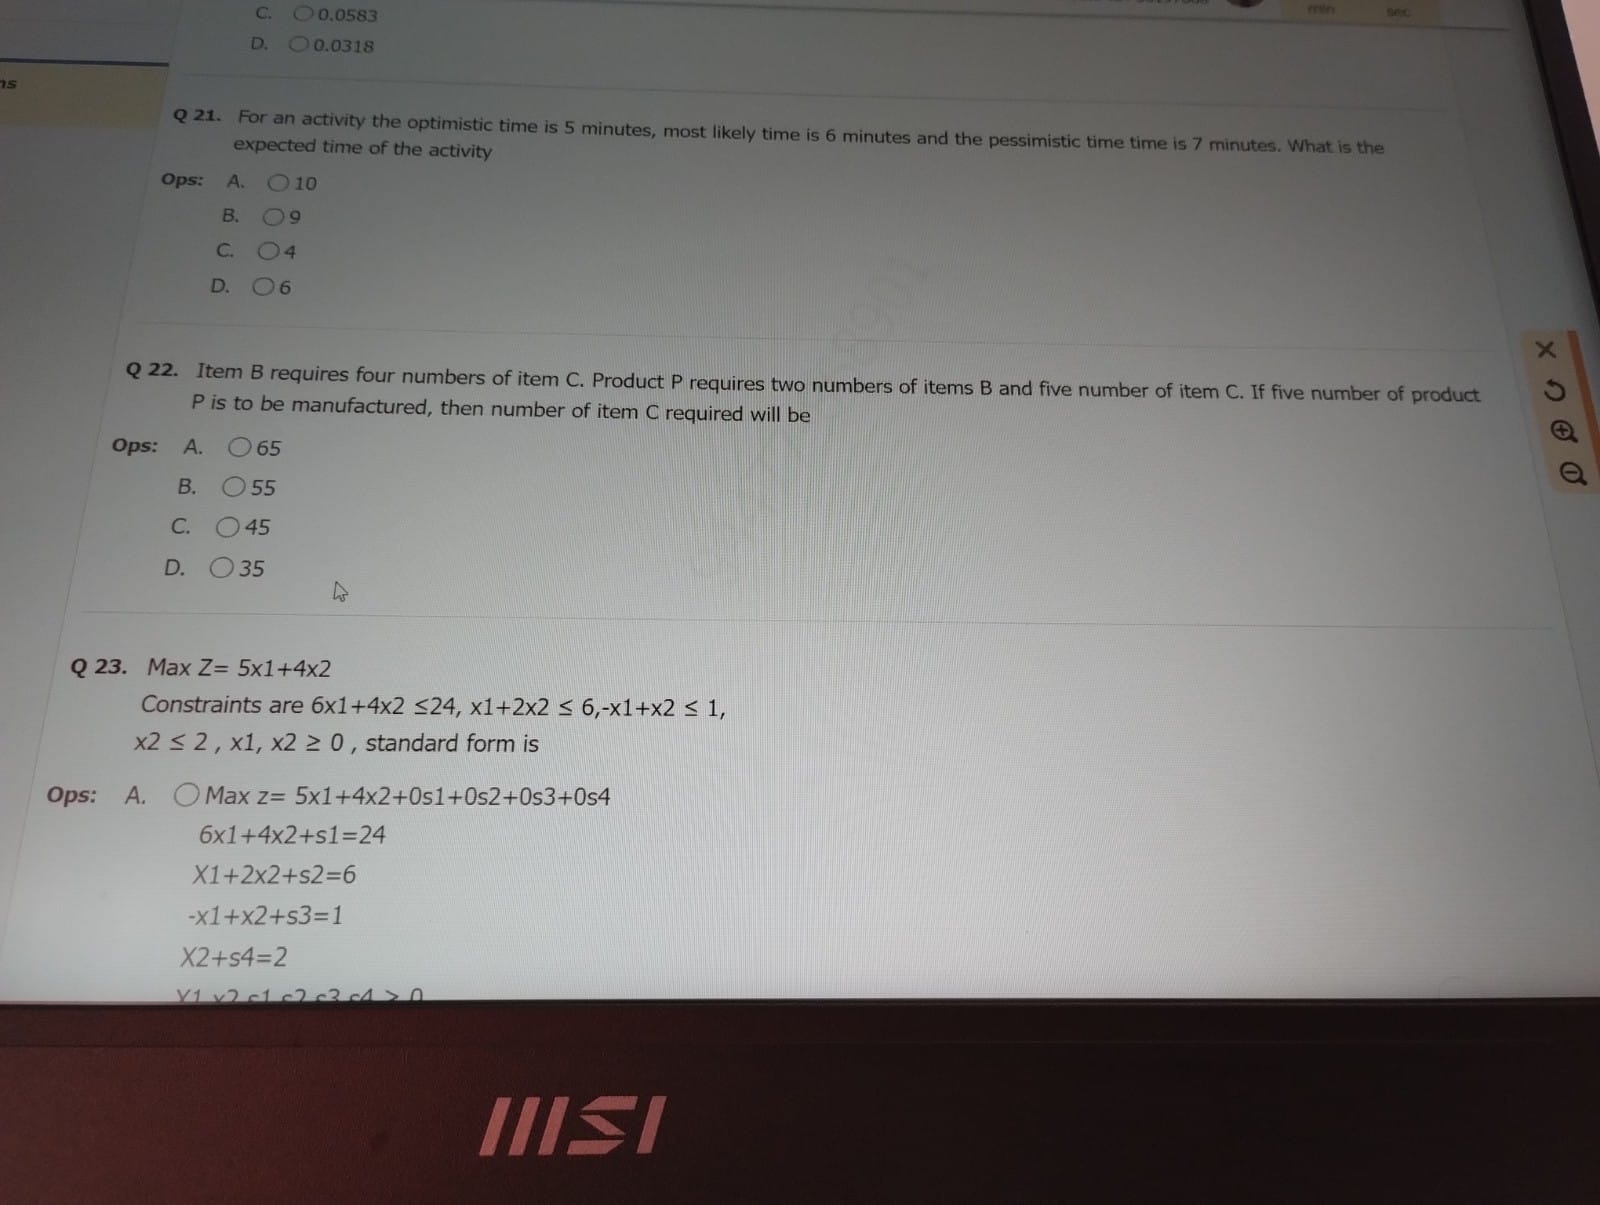 min sec
C. 0.0583
D. 0.0318
ns
Q 21. For an activity the optimistic time is 5 minutes, most likely time is 6 minutes and the pessimistic time time is 7 minutes. What is the
expected time of the activity
Ops: A. 10
B. 9
C. 4
D. 6
Q 22. Item B requires four numbers of item C. Product P requires two numbers of items B and five number of item C. If five number of product
P is to be manufactured, then number of item C required will be
Ops: A. 65
B. 55
C. 45
D. 35
Q 23. Max Z= 5x1+4x2
Constraints are 6x1+4x2 ≤24, x1+2x2 ≤ 6,-x1+x2 ≤ 1,
x2 ≤ 2 , x1, x2 ≥ 0 , standard form is
Ops: A. Max z= 5x1+4x2+0s1+0s2+0s3+0s4
6x1+4x2+s1=24
X1+2x2+s2=6
-x1+x2+s3=1
X2+s4=2
msi